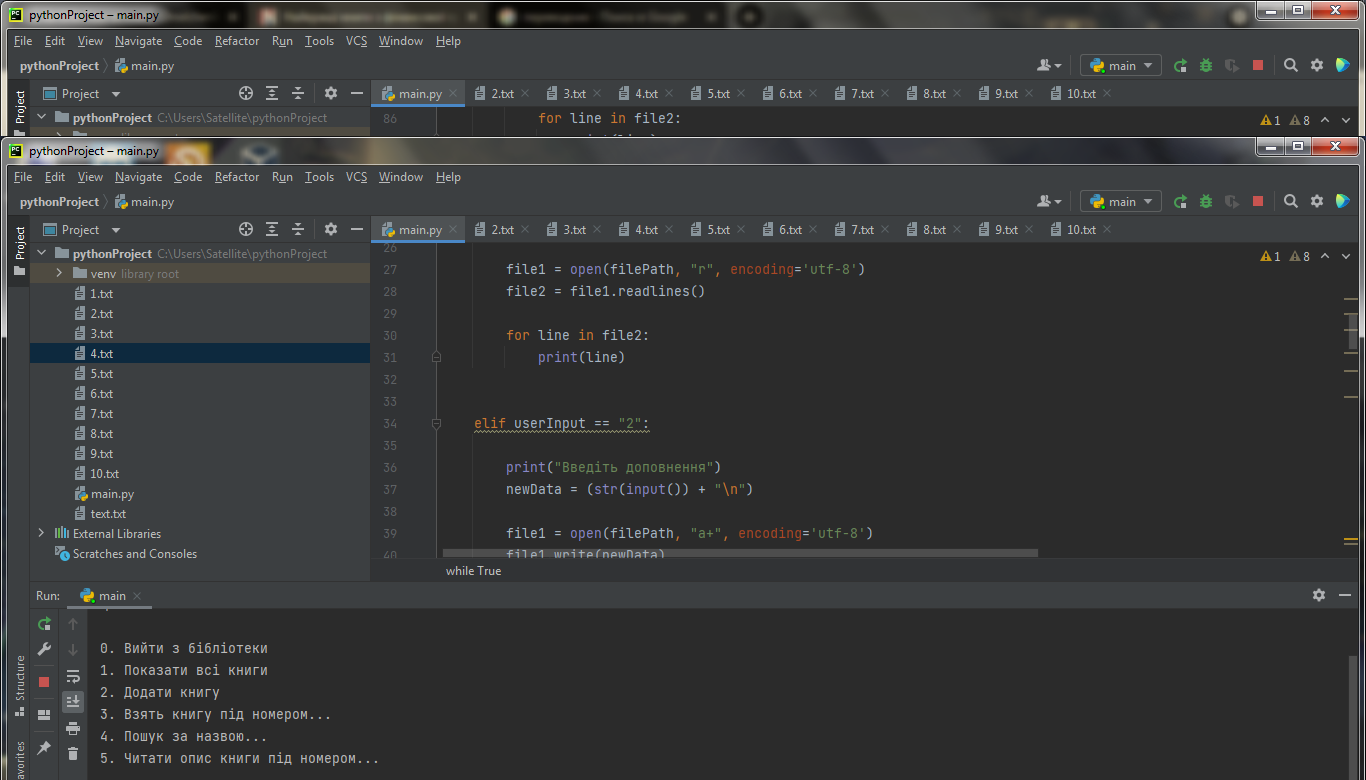 pythonProject – main.py
File Edit View Navigate Code Refactor Run Tools VCS Window Help
pythonProject main.py main
Project Project main.py 2.txt 3.txt 4.txt 5.txt 6.txt 7.txt 8.txt 9.txt 10.txt
pythonProject C:\Users\Satellite\pythonProject 86 for line in file2: 1 8
pythonProject – main.py
File Edit View Navigate Code Refactor Run Tools VCS Window Help
pythonProject main.py main
Project Project main.py 2.txt 3.txt 4.txt 5.txt 6.txt 7.txt 8.txt 9.txt 10.txt
pythonProject C:\Users\Satellite\pythonProject
venv library root
1.txt
2.txt
3.txt
4.txt
5.txt
6.txt
7.txt
8.txt
9.txt
10.txt
main.py
text.txt
External Libraries
Scratches and Consoles
1 8
26
27 file1 = open(filePath, "r", encoding='utf-8')
28 file2 = file1.readlines()
29
30 for line in file2:
31 print(line)
32
33
34 elif userInput == "2":
35
36 print("Введіть доповнення")
37 newData = (str(input()) + "\n")
38
39 file1 = open(filePath, "a+", encoding='utf-8')
40 file1.write(newData)
while True
Run: main
0. Вийти з бібліотеки
1. Показати всі книги
2. Додати книгу
3. Взять книгу під номером...
4. Пошук за назвою...
5. Читати опис книги під номером...
Structure